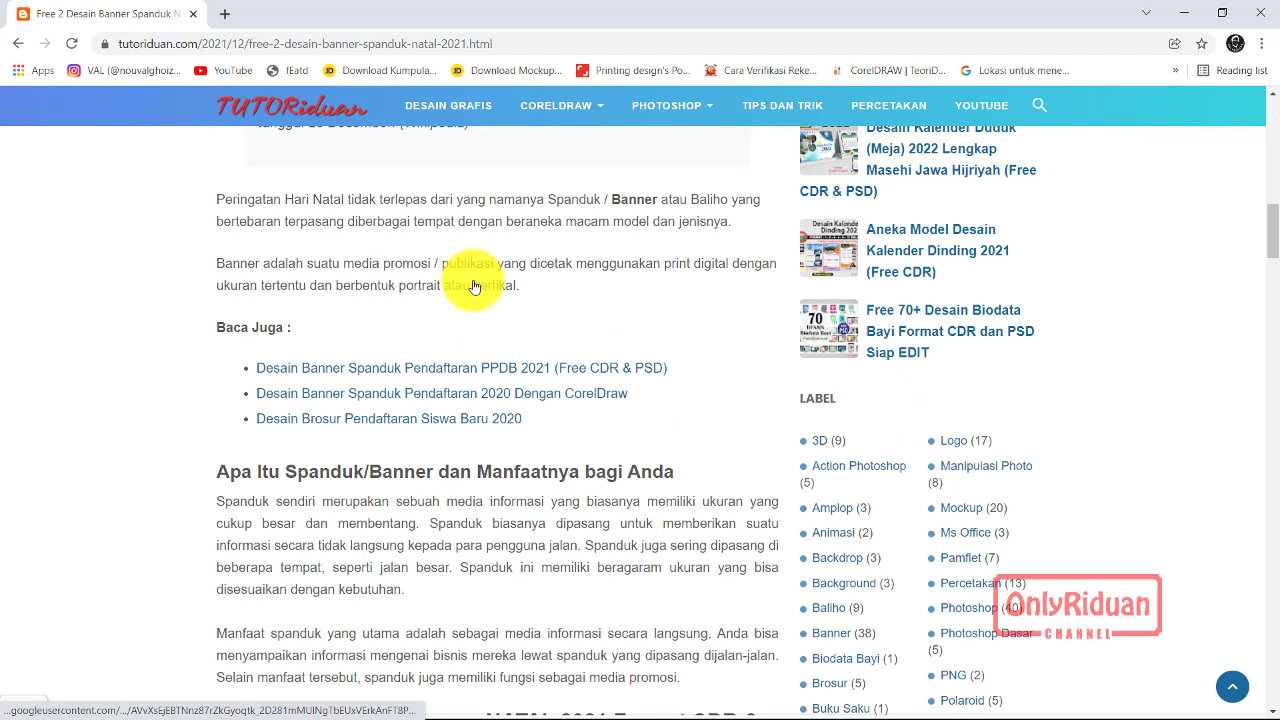 Free 2 Desain Banner Spanduk N
tutoriduan.com/2021/12/free-2-desain-banner-spanduk-natal-2021.html
Apps
VAL (@nouvalghoiz...
YouTube
fEatd
Download Kumpula...
Download Mockup...
Printing design's Po...
Cara Verifikasi Reke...
CorelDRAW | TeoriD...
Lokasi untuk mence...
»
Reading list
TUTORiduan
DESAIN GRAFIS
CORELDRAW
PHOTOSHOP
TIPS DAN TRIK
PERCETAKAN
YOUTUBE
Peringatan Hari Natal tidak terlepas dari yang namanya Spanduk / Banner atau Baliho yang
bertebaran terpasang diberbagai tempat dengan beraneka macam model dan jenisnya.
Banner adalah suatu media promosi / publikasi yang dicetak menggunakan print digital dengan
ukuran tertentu dan berbentuk portrait atau vertikal.
Baca Juga :
Desain Banner Spanduk Pendaftaran PPDB 2021 (Free CDR & PSD)
Desain Banner Spanduk Pendaftaran 2020 Dengan CorelDraw
Desain Brosur Pendaftaran Siswa Baru 2020
Apa Itu Spanduk/Banner dan Manfaatnya bagi Anda
Spanduk sendiri merupakan sebuah media informasi yang biasanya memiliki ukuran yang
cukup besar dan membentang. Spanduk biasanya dipasang untuk memberikan suatu
informasi secara tidak langsung kepada para pengguna jalan. Spanduk juga sering dipasang di
beberapa tempat, seperti jalan besar. Spanduk ini memiliki beragaram ukuran yang bisa
disesuaikan dengan kebutuhan.
Manfaat spanduk yang utama adalah sebagai media informasi secara langsung. Anda bisa
menyampaikan informasi mengenai bisnis mereka lewat spanduk yang dipasang dijalan-jalan.
Selain manfaat tersebut, spanduk juga memiliki fungsi sebagai media promosi.
Desain Kalender Duduk
(Meja) 2022 Lengkap
Masehi Jawa Hijriyah (Free
CDR & PSD)
Aneka Model Desain
Kalender Dinding 2021
(Free CDR)
Free 70+ Desain Biodata
Bayi Format CDR dan PSD
Siap EDIT
LABEL
3D (9)
Action Photoshop
(5)
Amplop (3)
Animasi (2)
Backdrop (3)
Background (3)
Baliho (9)
Banner (38)
Biodata Bayi (1)
Brosur (5)
Buku Saku (1)
Logo (17)
Manipulasi Photo
(8)
Mockup (20)
Ms Office (3)
Pamflet (7)
Percetakan (13)
Photoshop (40)
Photoshop Dasar
(5)
PNG (2)
Polaroid (5)
OnlyRiduan
CHANNEL